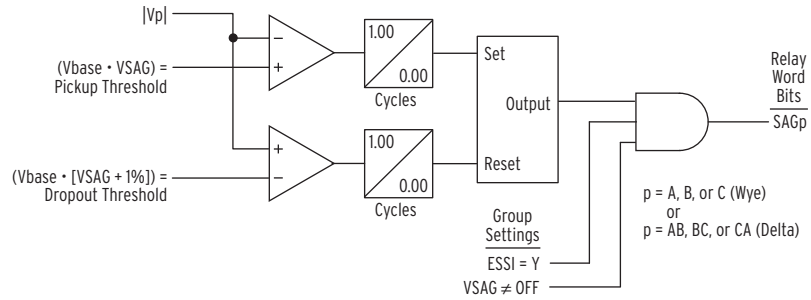 |Vp|
−
+
1.00
0.00
Cycles
(Vbase • VSAG) =
Pickup Threshold
Set
Output
Reset
Relay
Word
Bits
SAGp
+
−
1.00
0.00
Cycles
(Vbase • [VSAG + 1%]) =
Dropout Threshold
p = A, B, or C (Wye)
or
p = AB, BC, or CA (Delta)
Group
Settings
ESSI = Y
VSAG ≠ OFF